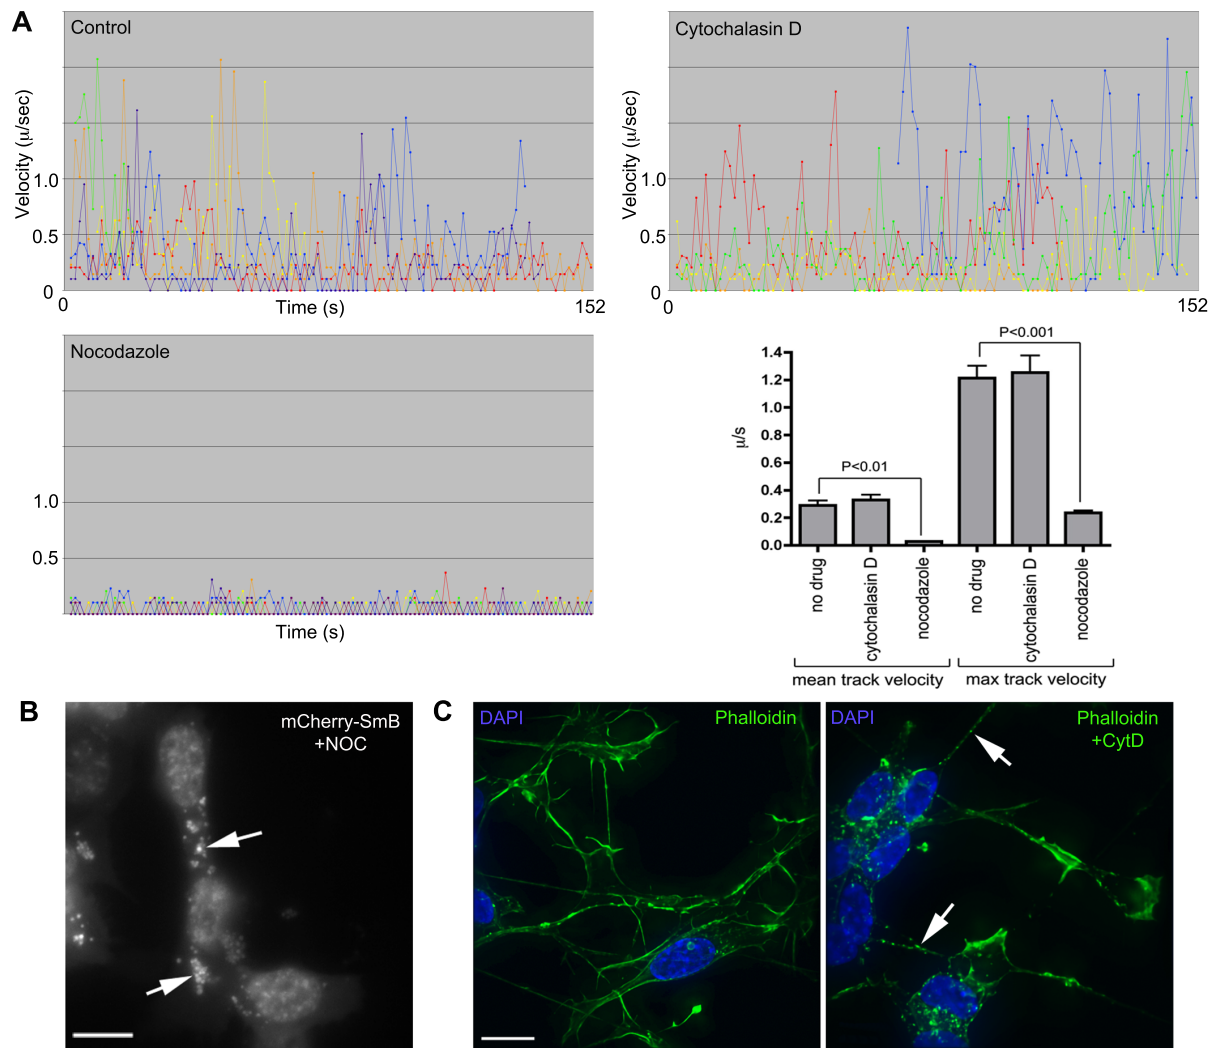 A
Control
Velocity (μ/sec)
1.0
0.5
0
0
Time (s)
152
Cytochalasin D
Velocity (μ/sec)
1.0
0.5
0
0
152
Nocodazole
1.0
0.5
Time (s)
P<0.001
P<0.01
μ/s
1.4
1.2
1.0
0.8
0.6
0.4
0.2
0.0
no drug
cytochalasin D
nocodazole
no drug
cytochalasin D
nocodazole
mean track velocity
max track velocity
B
mCherry-SmB
+NOC
C
DAPI
Phalloidin
DAPI
Phalloidin
+CytD